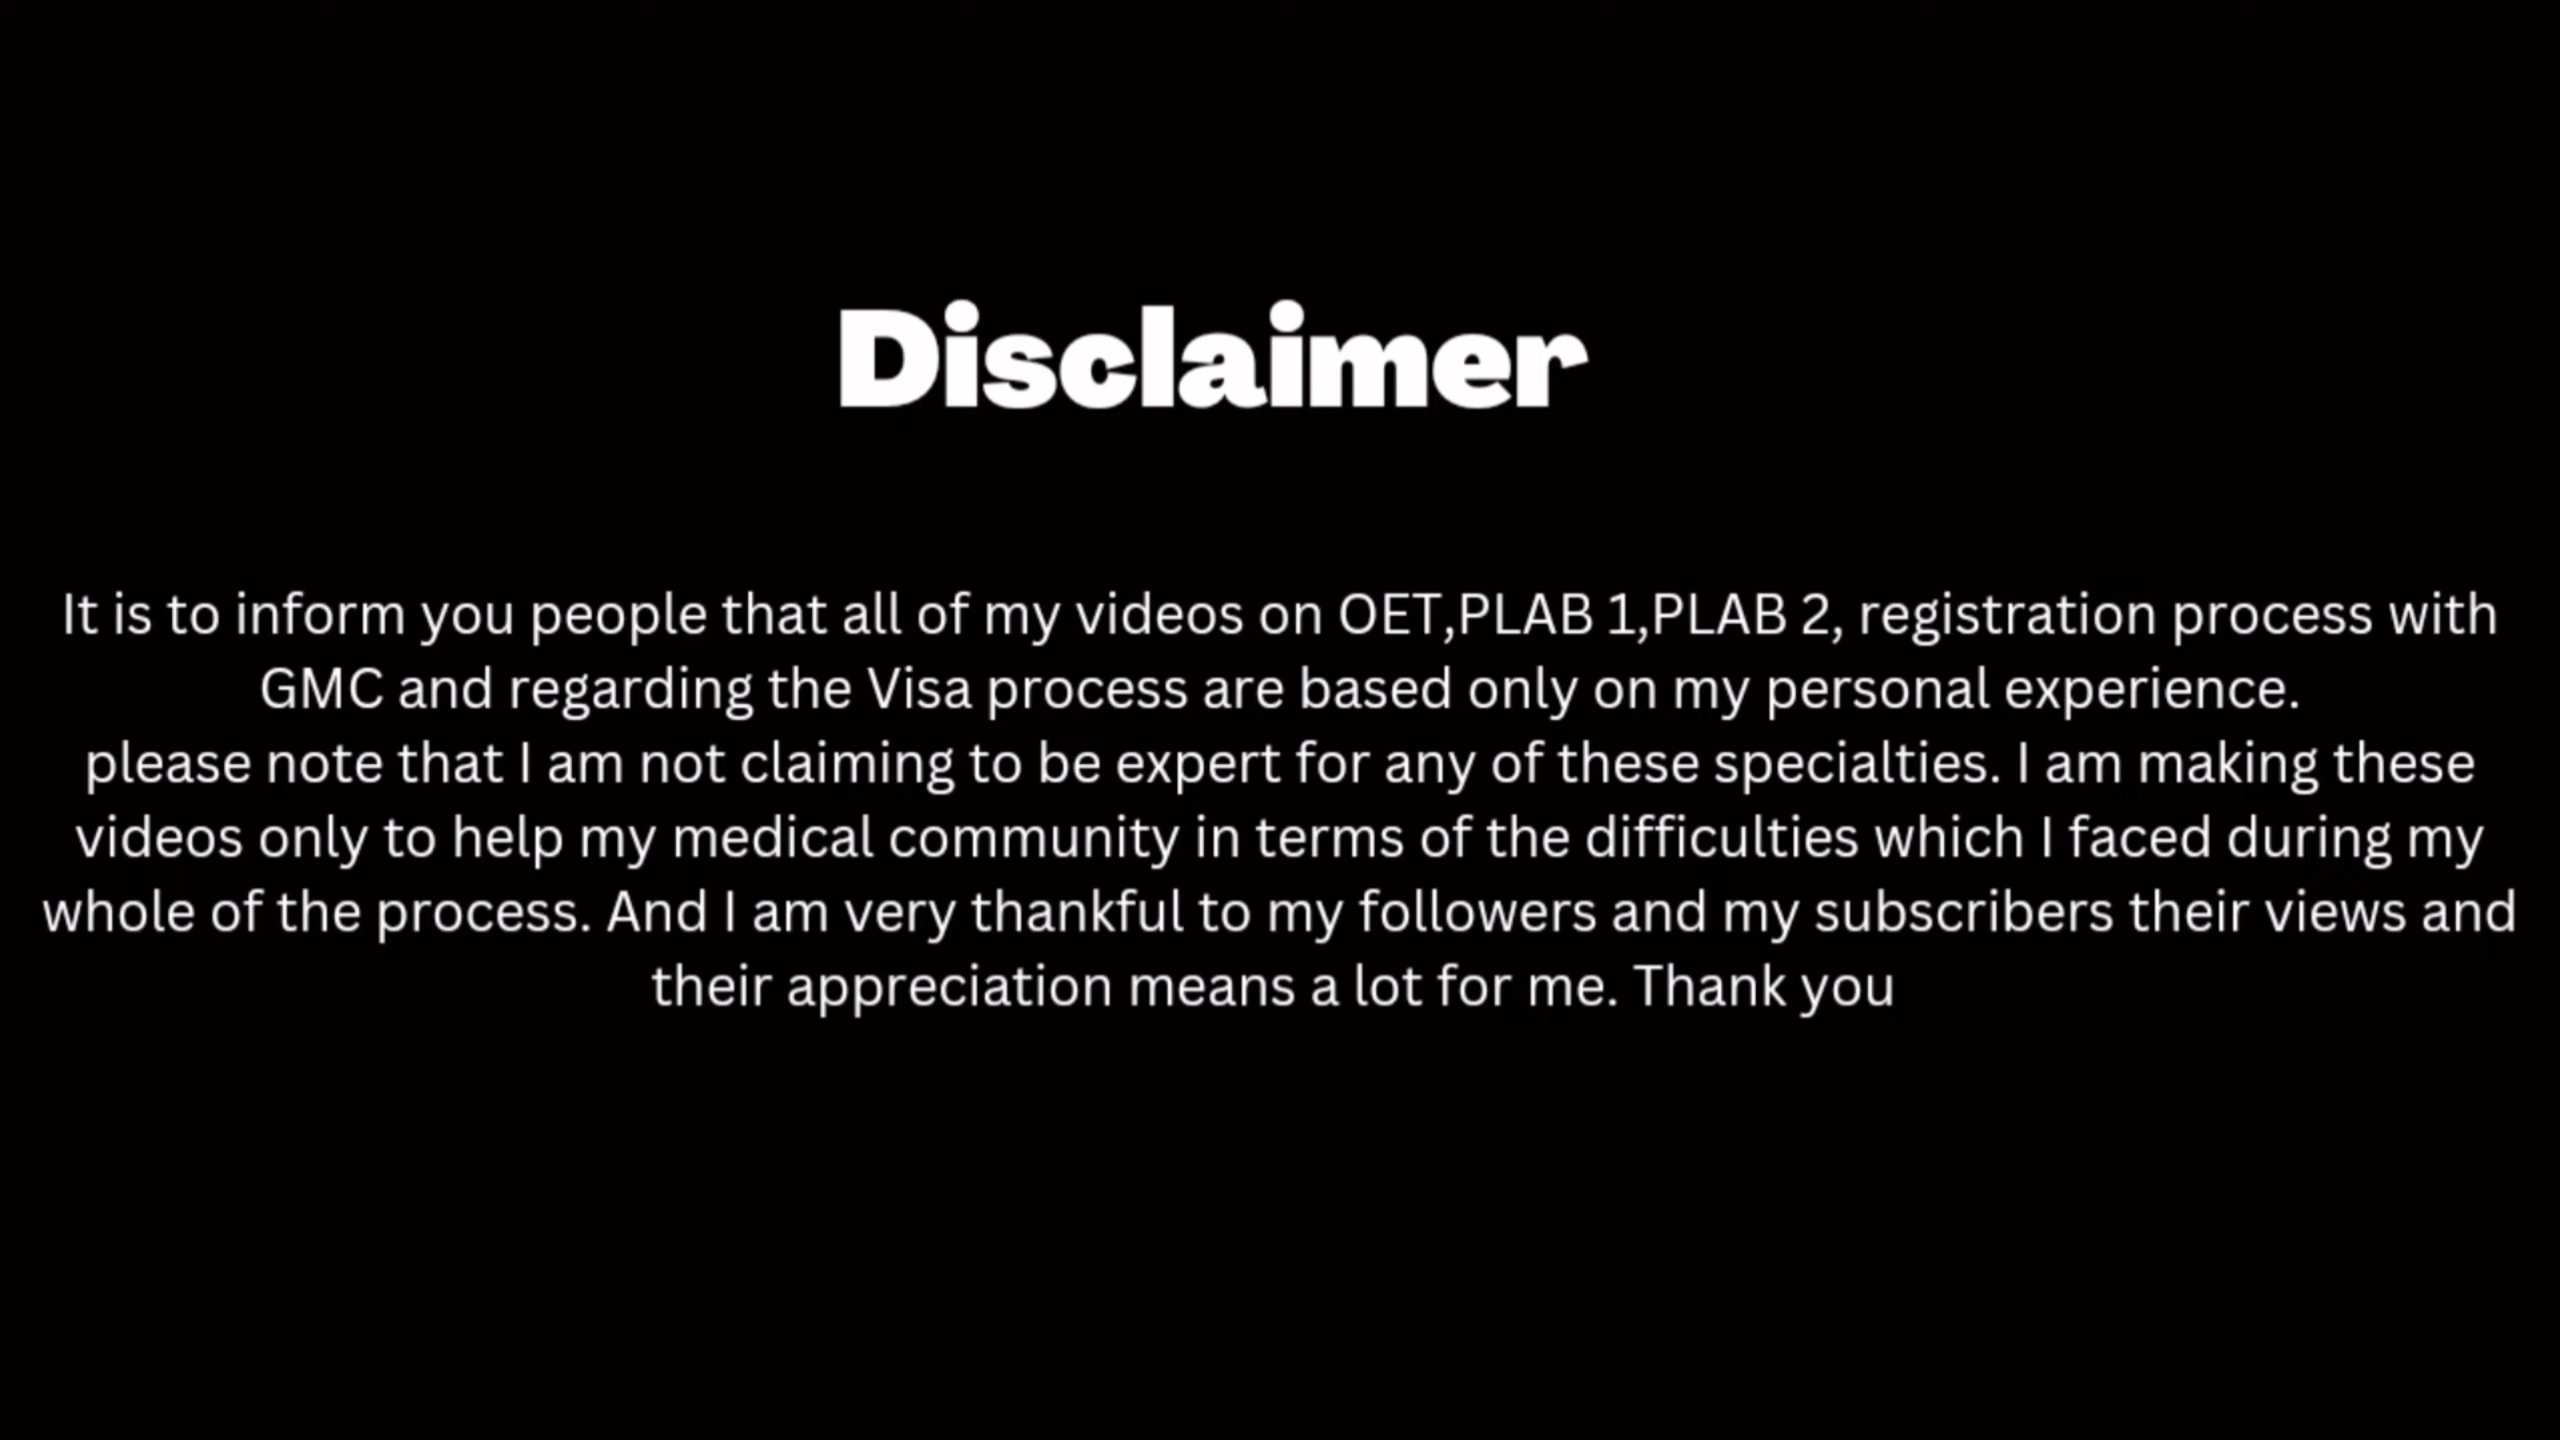 Disclaimer
It is to inform you people that all of my videos on OET,PLAB 1,PLAB 2, registration process with
GMC and regarding the Visa process are based only on my personal experience.
please note that I am not claiming to be expert for any of these specialties. I am making these
videos only to help my medical community in terms of the difficulties which I faced during my
whole of the process. And I am very thankful to my followers and my subscribers their views and
their appreciation means a lot for me. Thank you